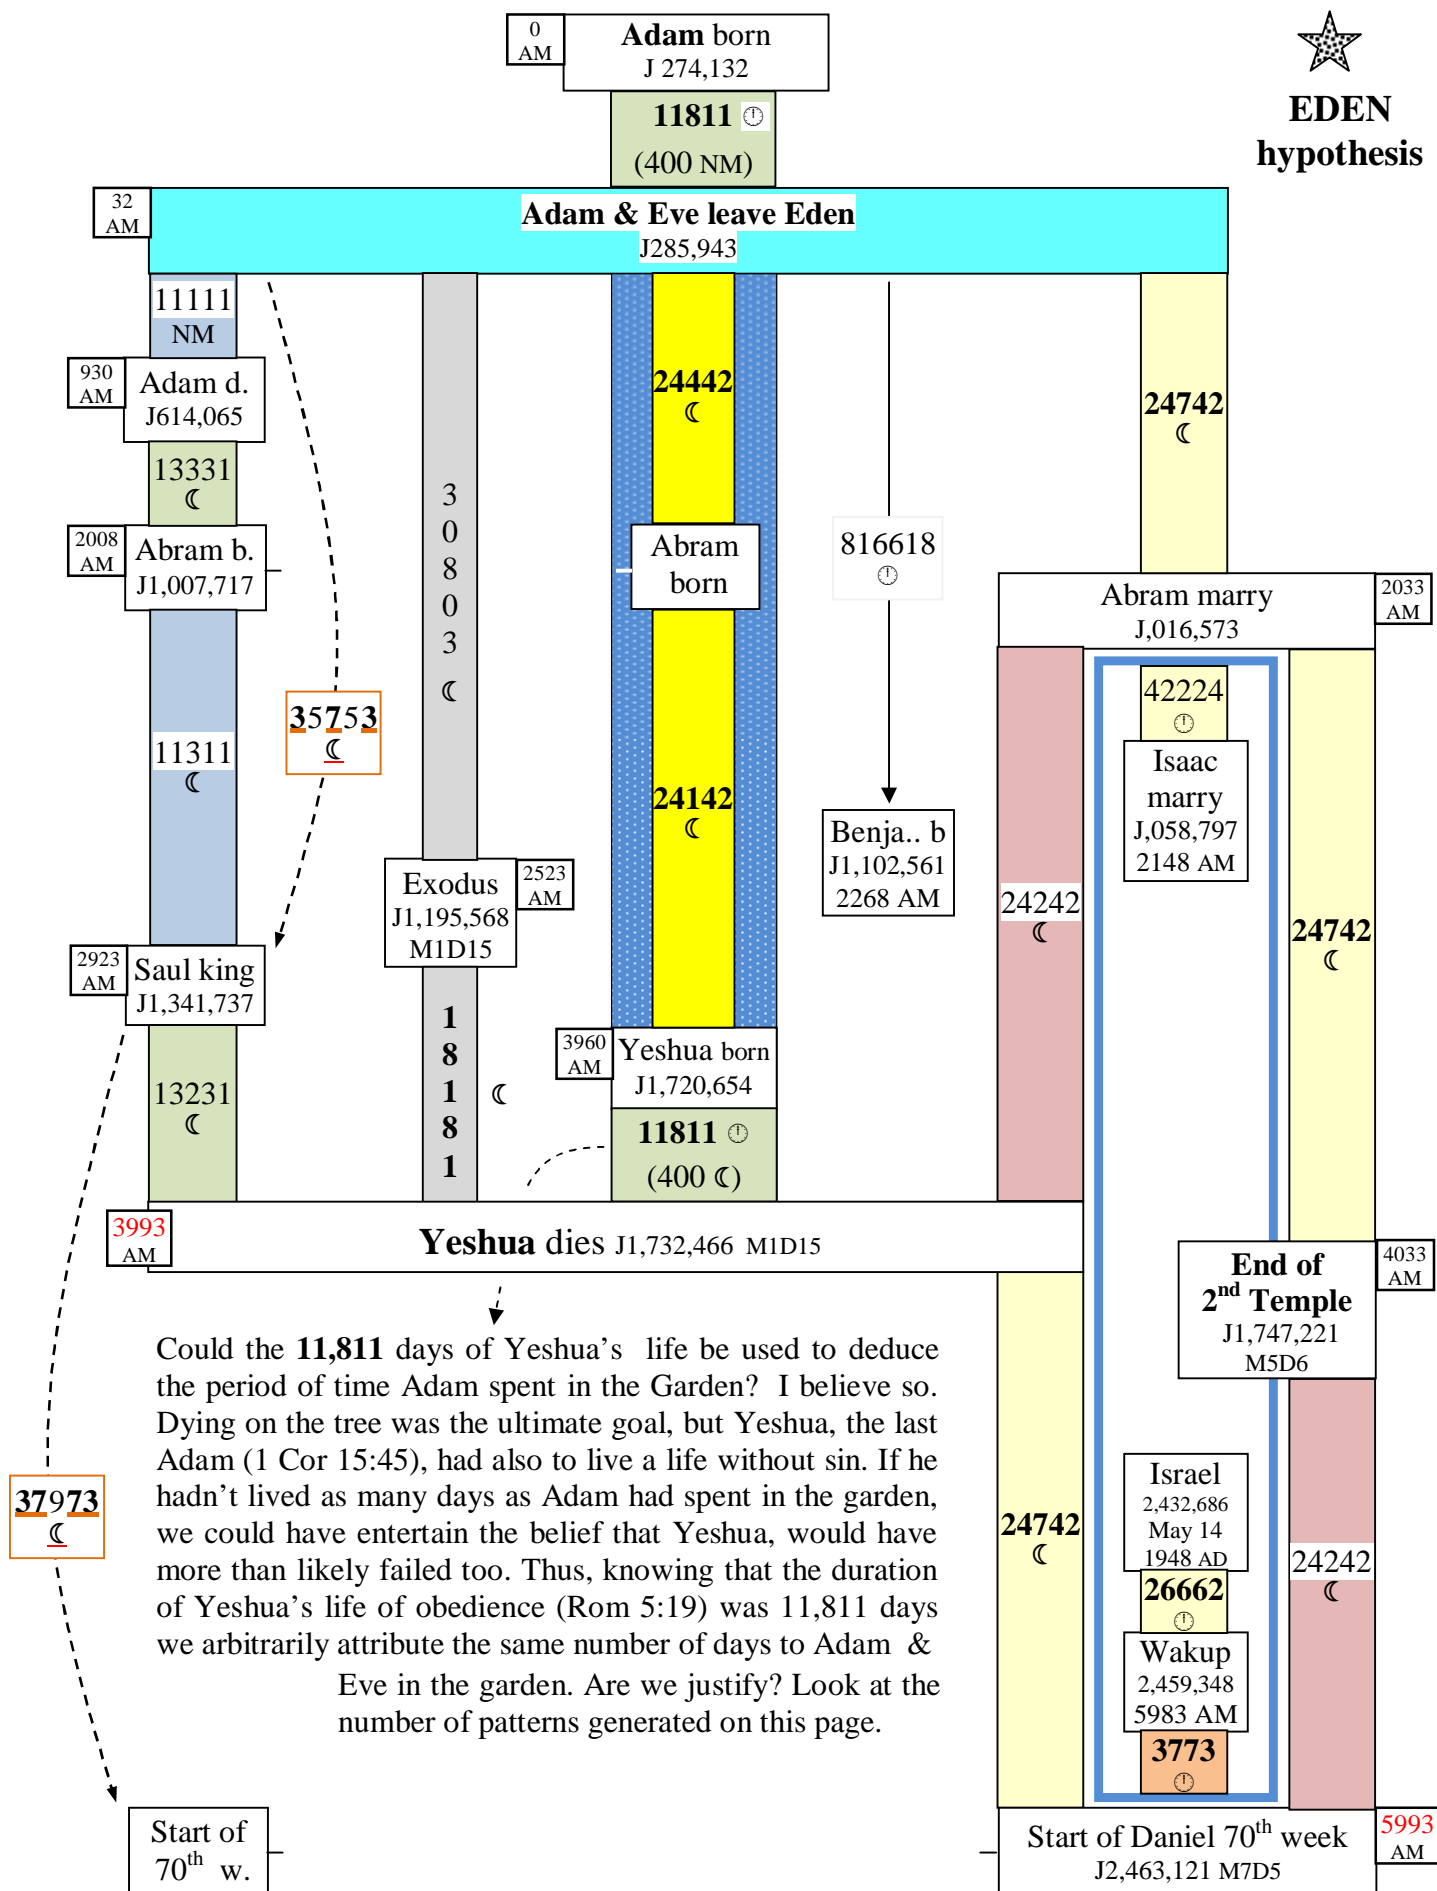 0
AM
Adam born
J 274,132
EDEN
hypothesis
11811 🕛
(400 NM)
32
AM
Adam & Eve leave Eden
J285,943
11111
NM
930
AM
Adam d.
J614,065
13331
☾
2008
AM
Abram b.
J1,007,717
11311
☾
35753
☾
2923
AM
Saul king
J1,341,737
13231
☾
3
0
8
0
3
☾
Exodus
J1,195,568
M1D15
2523
AM
1
8
1
8
1
☾
24442
☾
Abram
born
24142
☾
3960
AM
Yeshua born
J1,720,654
11811 🕛
(400 ☾)
816618
🕛
Benja.. b
J1,102,561
2268 AM
24742
☾
Abram marry
J,016,573
2033
AM
42224
🕛
Isaac
marry
J,058,797
2148 AM
24242
☾
24742
☾
3993
AM
Yeshua dies J1,732,466 M1D15
End of
2nd Temple
J1,747,221
M5D6
4033
AM
Could the 11,811 days of Yeshua's life be used to deduce
the period of time Adam spent in the Garden? I believe so.
Dying on the tree was the ultimate goal, but Yeshua, the last
Adam (1 Cor 15:45), had also to live a life without sin. If he
hadn't lived as many days as Adam had spent in the garden,
we could have entertain the belief that Yeshua, would have
more than likely failed too. Thus, knowing that the duration
of Yeshua's life of obedience (Rom 5:19) was 11,811 days
we arbitrarily attribute the same number of days to Adam &
Eve in the garden. Are we justify? Look at the
number of patterns generated on this page.
37973
☾
24742
☾
Israel
2,432,686
May 14
1948 AD
26662
🕛
Wakup
2,459,348
5983 AM
3773
🕛
24242
☾
Start of
70th w.
Start of Daniel 70th week
J2,463,121 M7D5
5993
AM